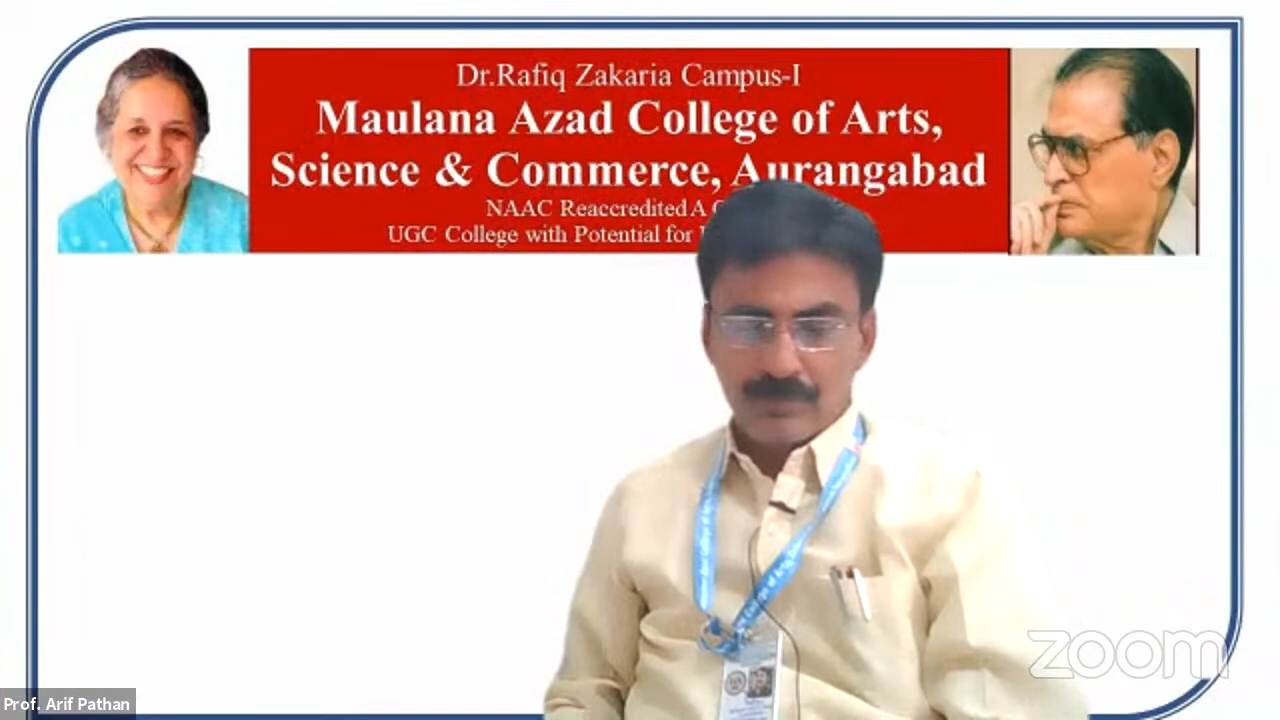 Dr.Rafiq Zakaria Campus-I
Maulana Azad College of Arts,
Science & Commerce, Aurangabad
NAAC Reaccredited A
UGC College with Potential for
zoom
Prof. Arif Pathan